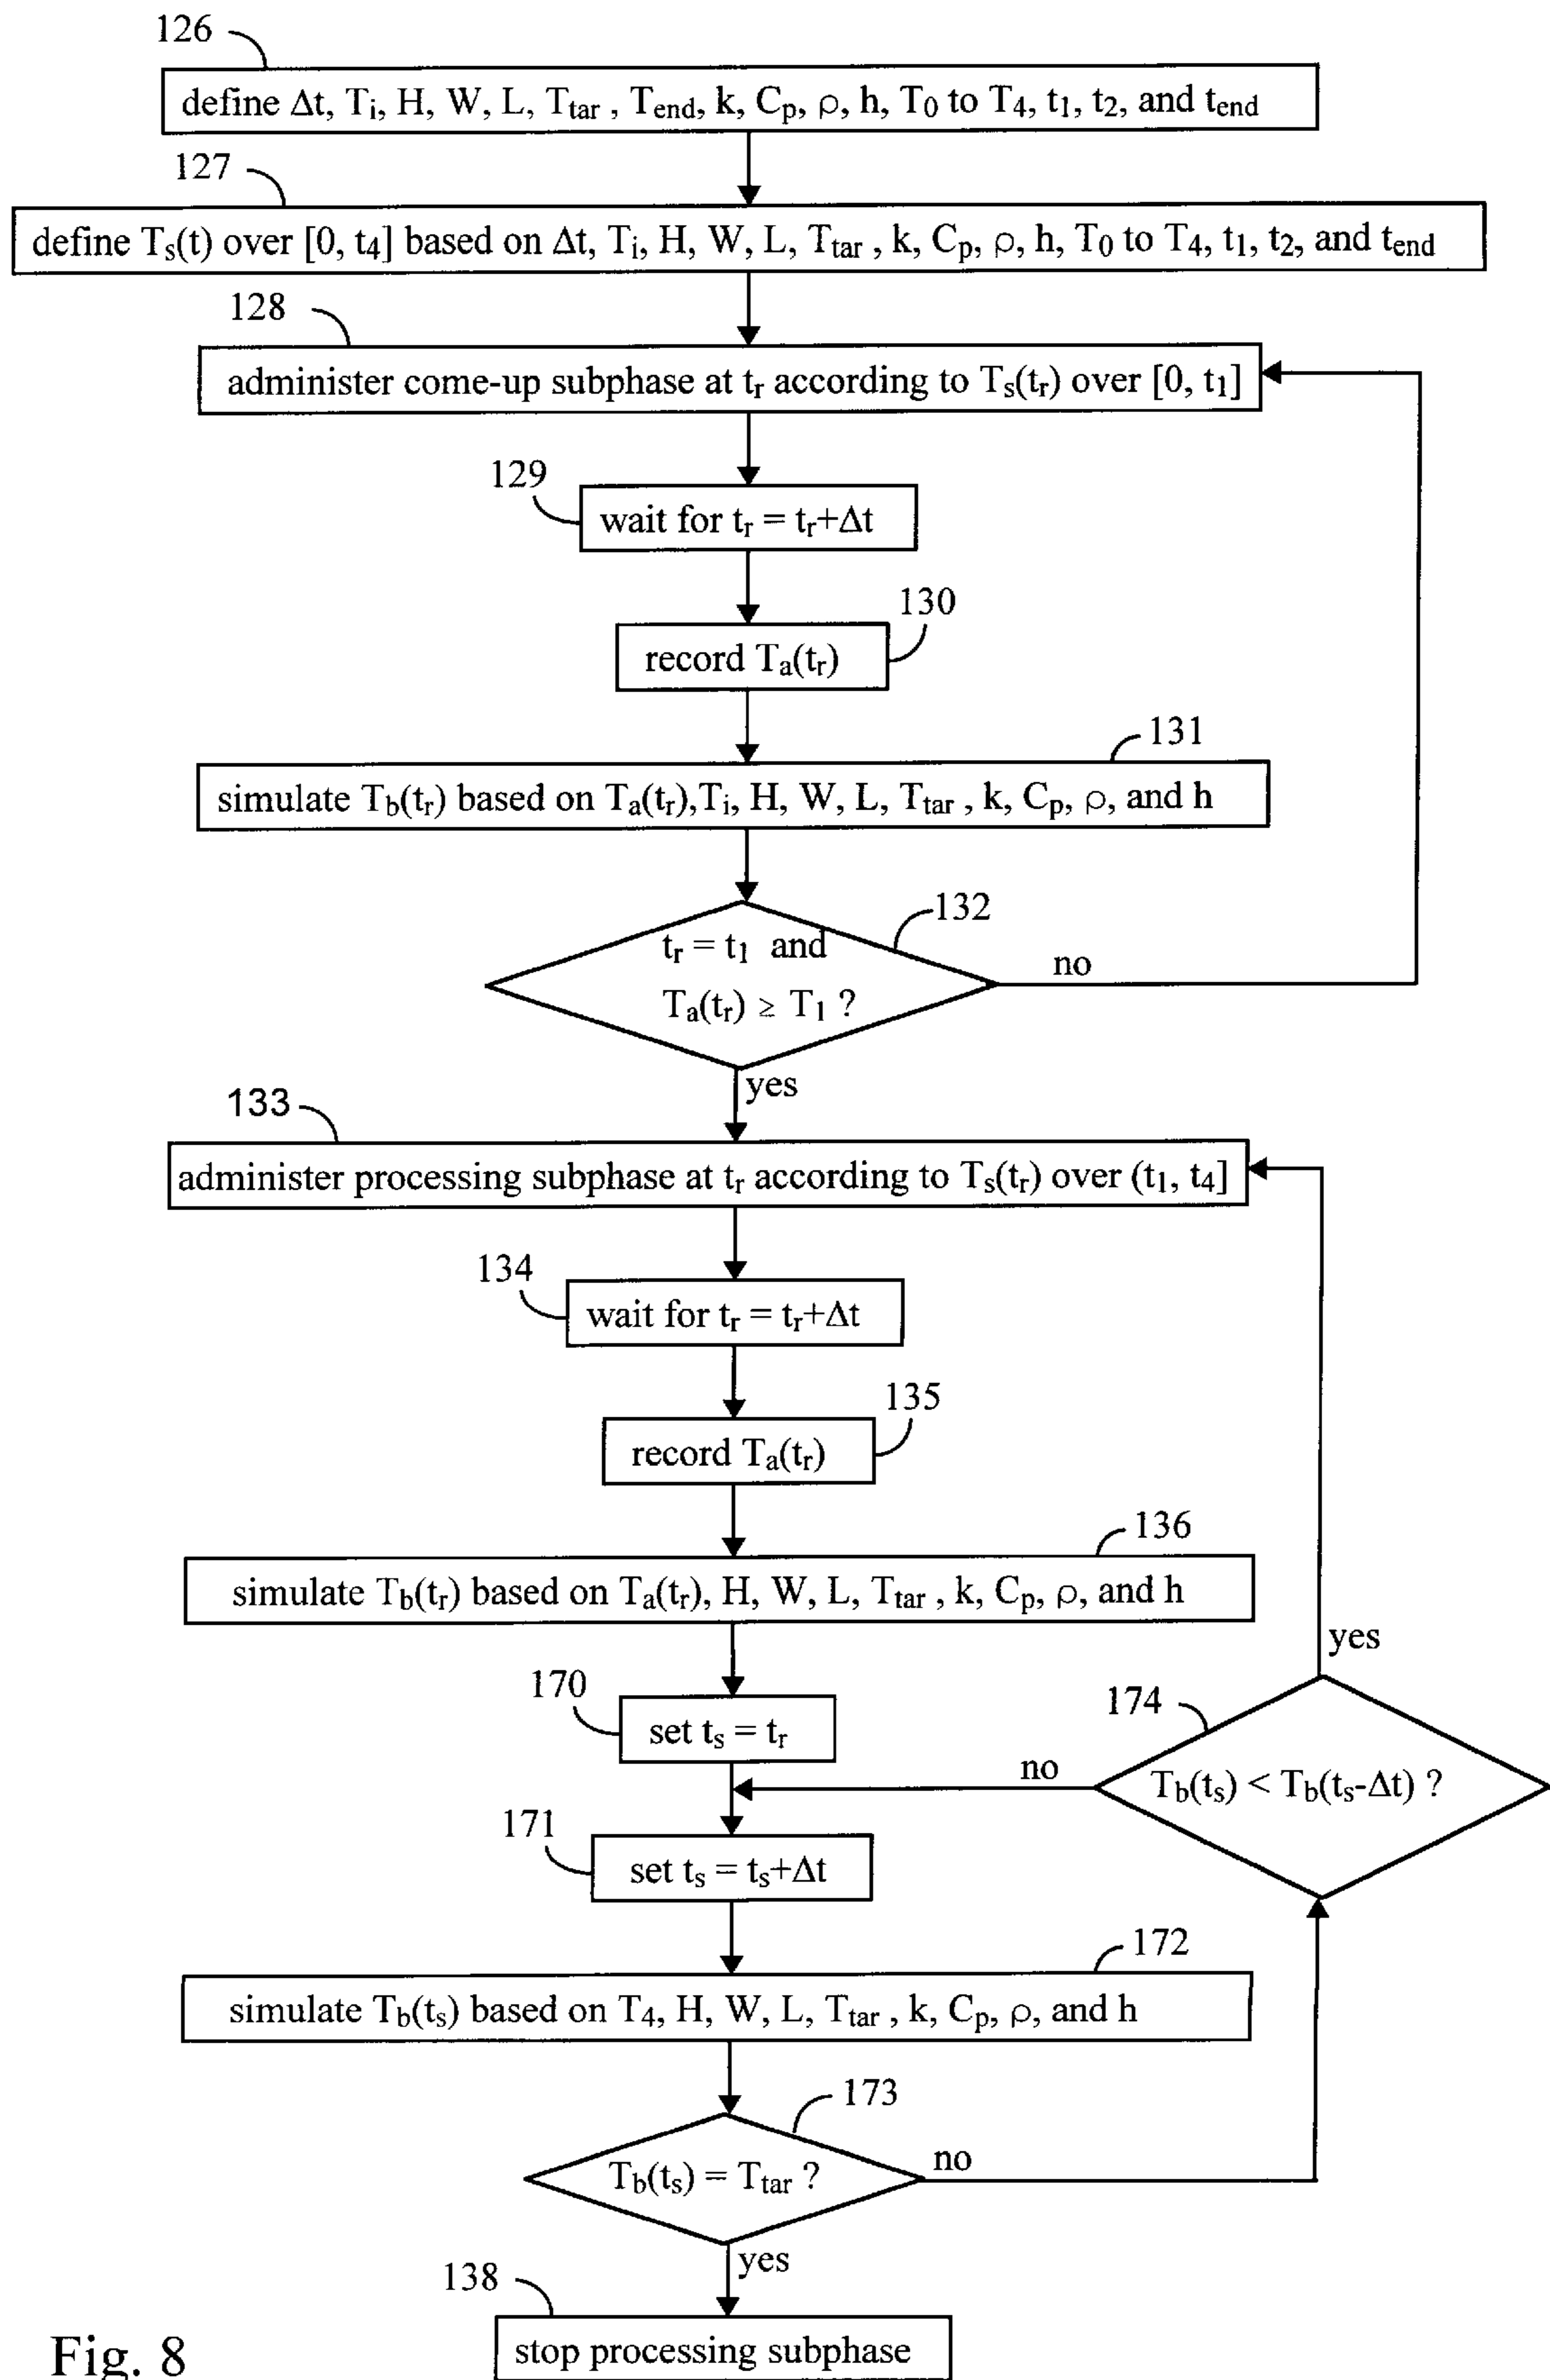 126
define Δt, Tᵢ, H, W, L, Tₜₐᵣ , Tₑₙd, k, Cₚ, ρ, h, T₀ to T₄, t₁, t₂, and tₑₙd
127
define Tₛ(t) over [0, t₄] based on Δt, Tᵢ, H, W, L, Tₜₐᵣ , k, Cₚ, ρ, h, T₀ to T₄, t₁, t₂, and tₑₙd
128
administer come-up subphase at tᵣ according to Tₛ(tᵣ) over [0, t₁]
129
wait for tᵣ = tᵣ+Δt
130
record Tₐ(tᵣ)
131
simulate Tb(tᵣ) based on Tₐ(tᵣ),Tᵢ, H, W, L, Tₜₐᵣ , k, Cₚ, ρ, and h
132
tᵣ = t₁ and
Tₐ(tᵣ) ≥ T₁ ?
no
yes
133
administer processing subphase at tᵣ according to Tₛ(tᵣ) over (t₁, t₄]
134
wait for tᵣ = tᵣ+Δt
135
record Tₐ(tᵣ)
136
simulate Tb(tᵣ) based on Tₐ(tᵣ), H, W, L, Tₜₐᵣ , k, Cₚ, ρ, and h
yes
170
set tₛ = tᵣ
174
Tb(tₛ) < Tb(tₛ-Δt) ?
no
171
set tₛ = tₛ+Δt
172
simulate Tb(tₛ) based on T₄, H, W, L, Tₜₐᵣ , k, Cₚ, ρ, and h
173
Tb(tₛ) = Tₜₐᵣ ?
no
yes
138
stop processing subphase
Fig. 8